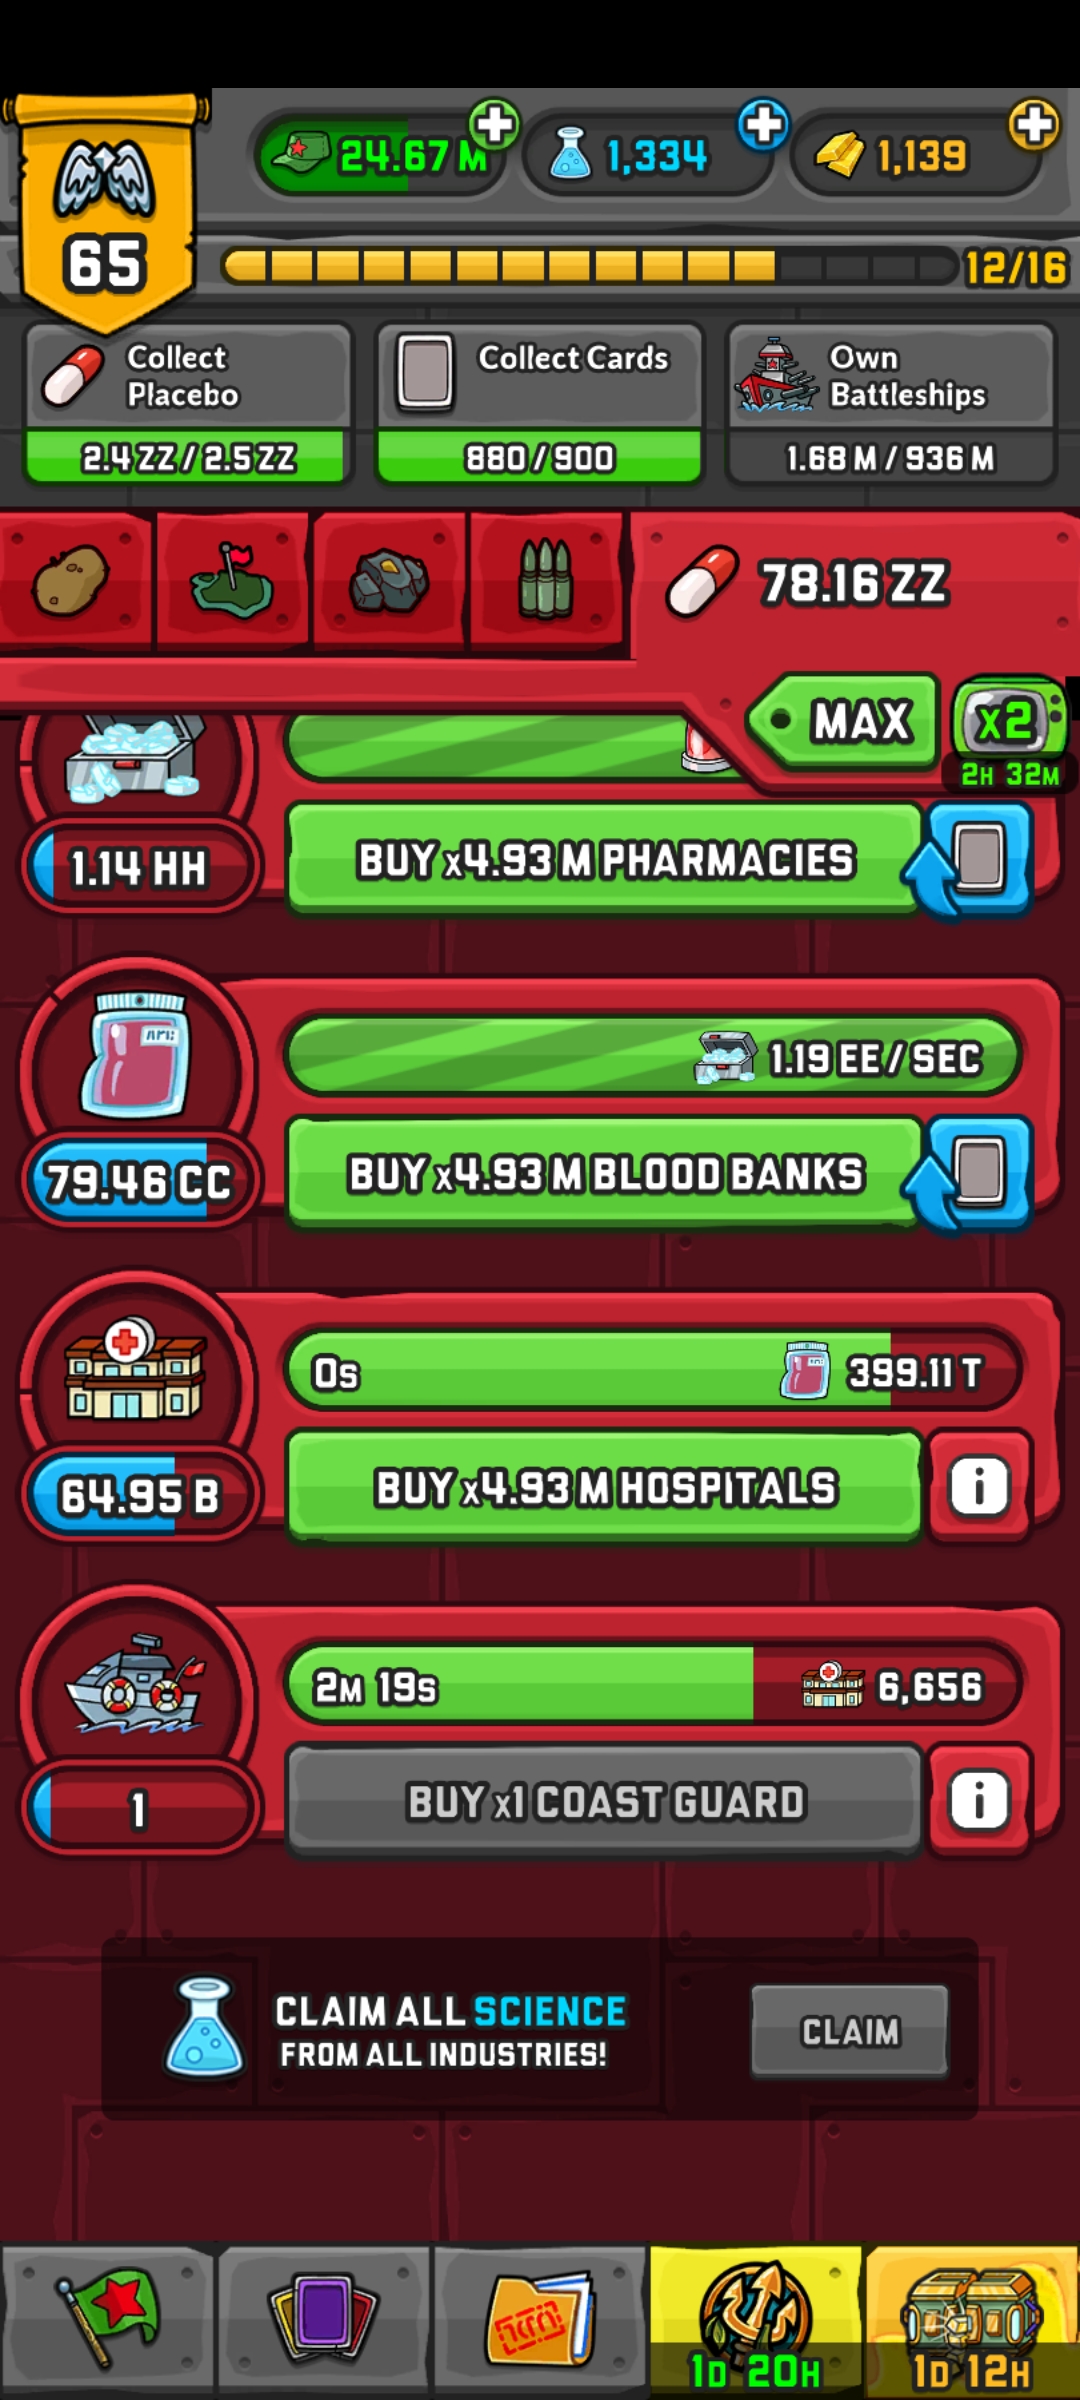 24.67 M
1,334
1,139
65
12/16
Collect
Placebo
2.4 ZZ / 2.5 ZZ
Collect Cards
880 / 900
Own
Battleships
1.68 M / 936 M
78.16 ZZ
MAX
x2
2H 32M
1.14 HH
BUY x4.93 M PHARMACIES
1.19 EE / SEC
79.46 CC
BUY x4.93 M BLOOD BANKS
0s
399.11 T
64.95 B
BUY x4.93 M HOSPITALS
i
2M 19s
6,656
1
BUY x1 COAST GUARD
i
CLAIM ALL SCIENCE
FROM ALL INDUSTRIES!
CLAIM
1D 20H
1D 12H